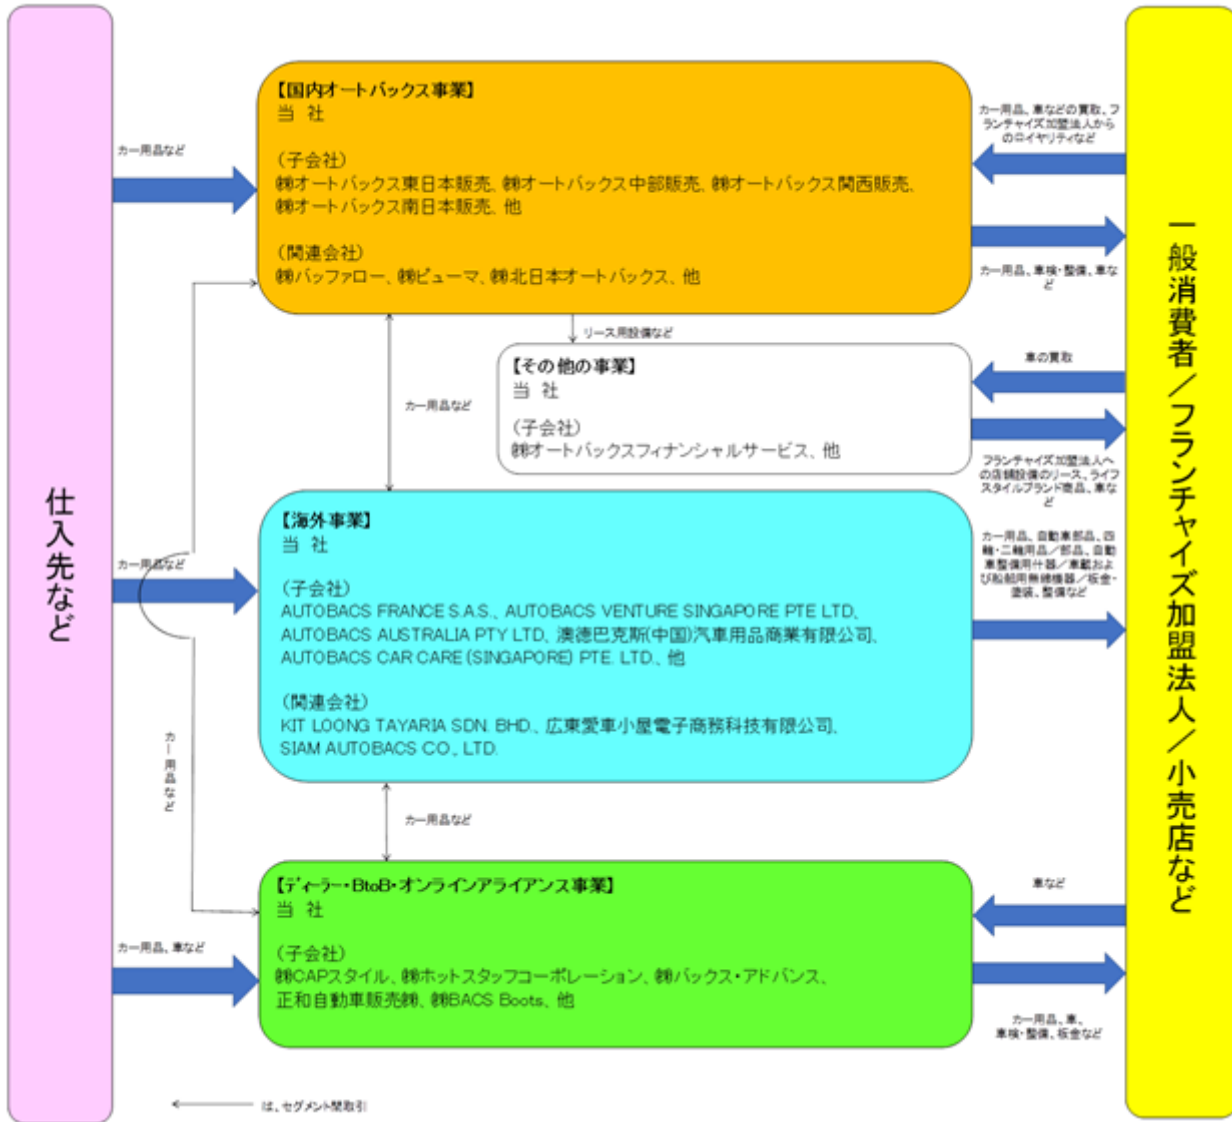 仕入先など
カー用品など
【国内オートバックス事業】
当 社
(子会社)
㈱オートバックス東日本販売、㈱オートバックス中部販売、㈱オートバックス関西販売、
㈱オートバックス南日本販売、他
(関連会社)
㈱バッファロー、㈱ピューマ、㈱北日本オートバックス、他
カー用品、車などの買取、フ
ランチャイズ加盟法人から
のロイヤリティなど
カー用品、車検・整備、車な
ど
リース用設備など
カー用品など
【その他の事業】
当 社
(子会社)
㈱オートバックスフィナンシャルサービス、他
車の買取
フランチャイズ加盟法人へ
の店舗設備のリース、ライフ
スタイルブランド商品、車な
ど
カー用品など
【海外事業】
当 社
(子会社)
AUTOBACS FRANCE S.A.S.、AUTOBACS VENTURE SINGAPORE PTE LTD、
AUTOBACS AUSTRALIA PTY LTD、澳德巴克斯(中国)汽車用品商業有限公司、
AUTOBACS CAR CARE (SINGAPORE) PTE. LTD.、他
(関連会社)
KIT LOONG TAYARIA SDN. BHD.、広東愛車小屋電子商務科技有限公司、
SIAM AUTOBACS CO., LTD.
カー用品、自動車部品、四
輪・二輪用品/部品、自動
車整備用什器/車載およ
び船舶用無線機器/板金・
塗装、整備など
カー用品など
カー用品など
【ディーラー・BtoB・オンラインアライアンス事業】
当 社
(子会社)
㈱CAPスタイル、㈱ホットスタッフコーポレーション、㈱バックス・アドバンス、
正和自動車販売㈱、㈱BACS Boots、他
カー用品、車など
車など
カー用品、車、
車検・整備、板金など
一般消費者/フランチャイズ加盟法人/小売店など
は、セグメント間取引